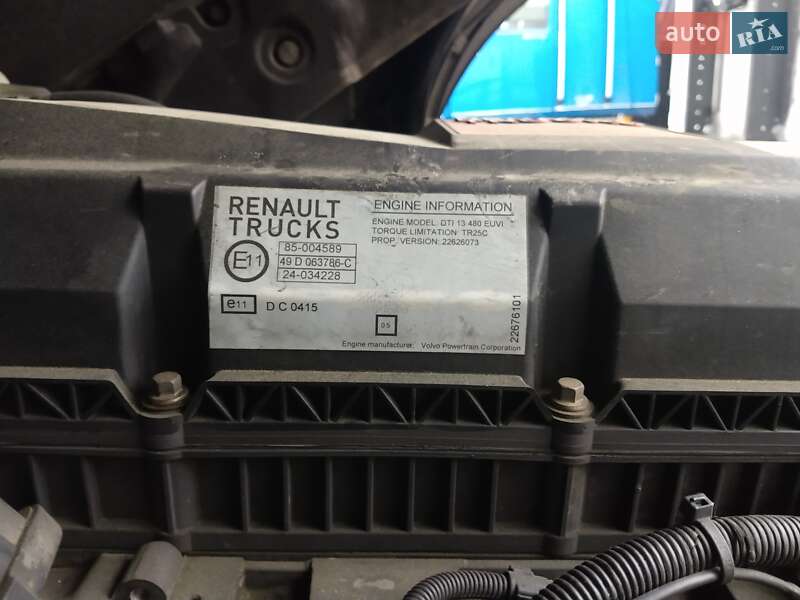 auto RIA.com
RENAULT
TRUCKS
E11
85-004589
49 D 063786-C
24-034228
e11
D C 0415
05
ENGINE INFORMATION
ENGINE MODEL: DTI 13 480 EUVI
TORQUE LIMITATION: TR25C
PROP. VERSION: 22626073
Engine manufacturer: Volvo Powertrain Corporation
22676101